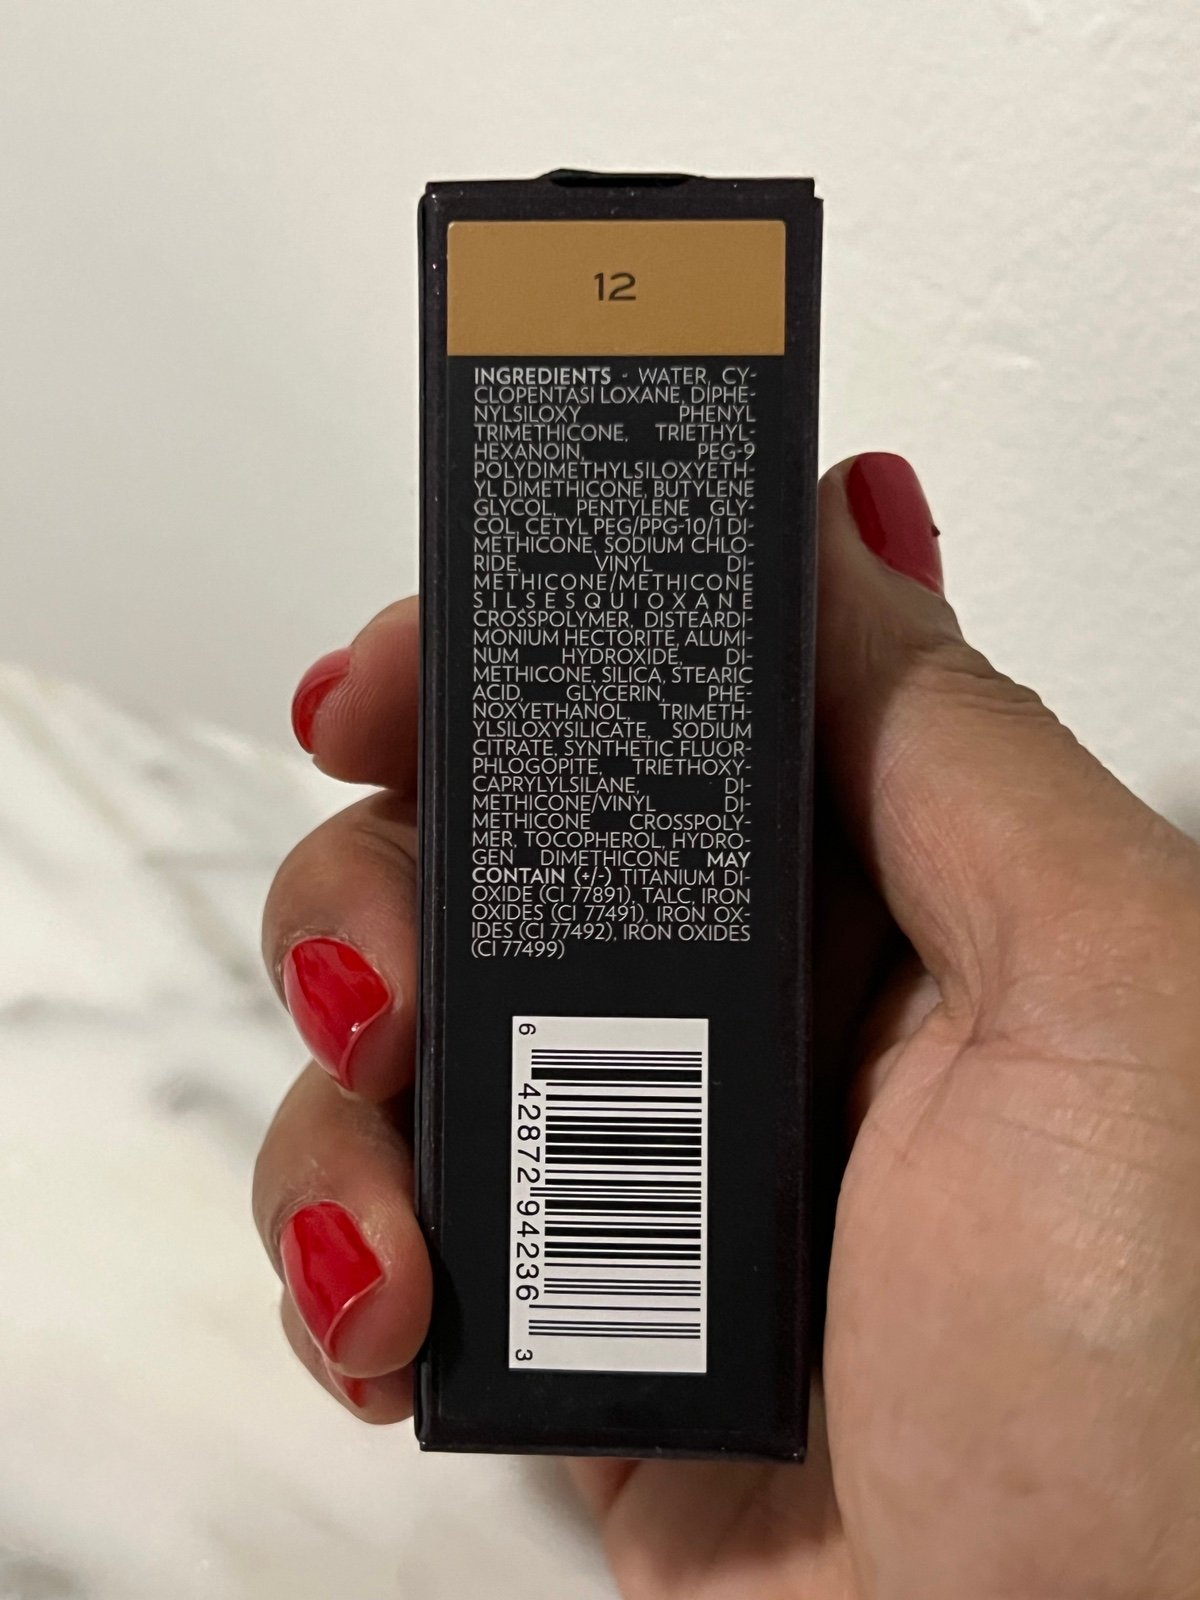 12
INGREDIENTS - WATER, CY-
CLOPENTASI LOXANE, DIPHE-
NYLSILOXY PHENYL
TRIMETHICONE, TRIETHYL-
HEXANOIN, PEG-9
POLYDIMETHYLSILOXYETH-
YL DIMETHICONE, BUTYLENE
GLYCOL, PENTYLENE GLY-
COL, CETYL PEG/PPG-10/1 DI-
METHICONE, SODIUM CHLO-
RIDE, VINYL DI-
METHICONE/METHICONE
SILSESQUIOXANE
CROSSPOLYMER, DISTEARDI-
MONIUM HECTORITE, ALUMI-
NUM HYDROXIDE, DI-
METHICONE, SILICA, STEARIC
ACID, GLYCERIN, PHE-
NOXYETHANOL, TRIMETH-
YLSILOXYSILICATE, SODIUM
CITRATE, SYNTHETIC FLUOR-
PHLOGOPITE, TRIETHOXY-
CAPRYLYLSILANE, DI-
METHICONE/VINYL DI-
METHICONE CROSSPOLY-
MER, TOCOPHEROL, HYDRO-
GEN DIMETHICONE MAY
CONTAIN (+/-) TITANIUM DI-
OXIDE (CI 77891), TALC, IRON
OXIDES (CI 77491), IRON OX-
IDES (CI 77492), IRON OXIDES
(CI 77499)
6 42872 94236 3